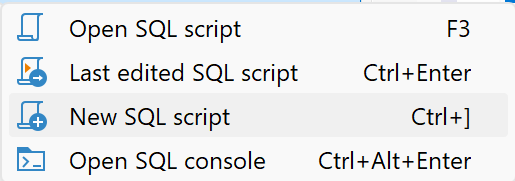 Open SQL script F3
Last edited SQL script Ctrl+Enter
New SQL script Ctrl+]
Open SQL console Ctrl+Alt+Enter